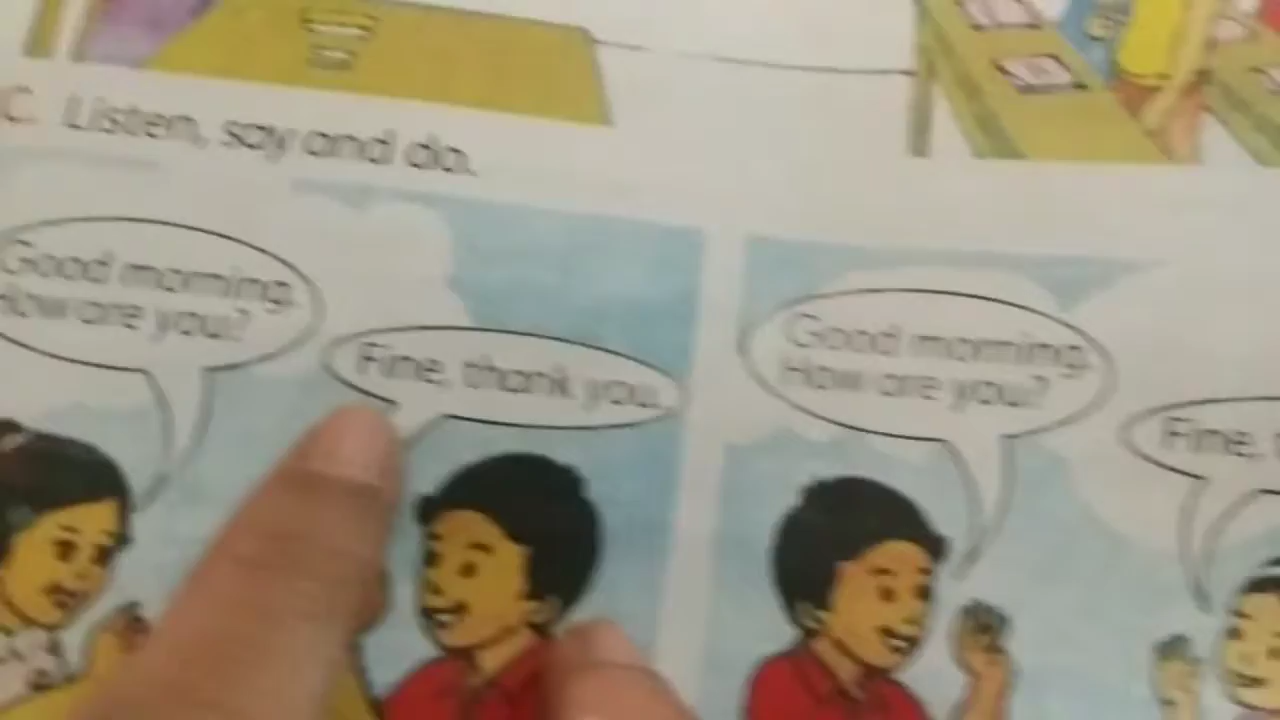 C. Listen, say and do.
Good morning.
How are you?
Fine, thank you.
Good morning.
How are you?
Fine,